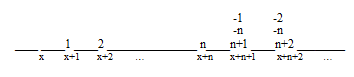 -1 -2
-n -n
1 2 n n+1 n+2
x x+1 x+2 ... x+n x+n+1 x+n+2 ...